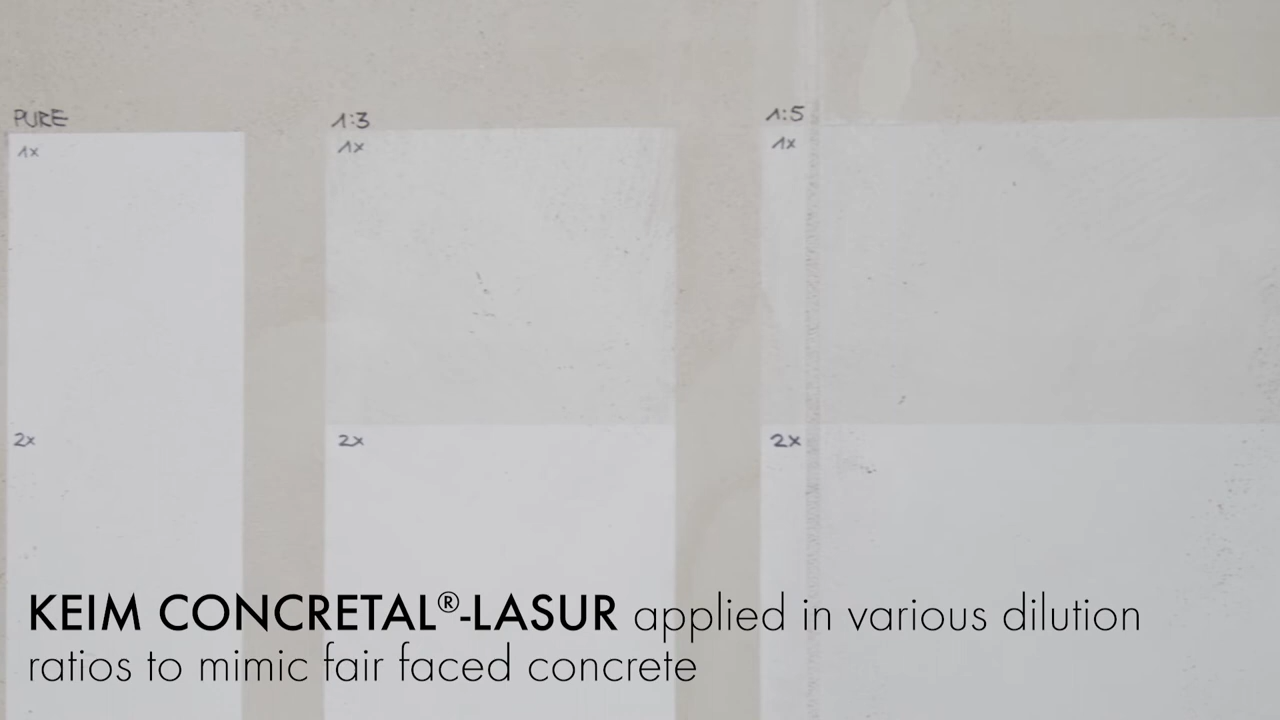 PURE
1:3
1:5
1x
1x
1x
2x
2x
2x
KEIM CONCRETAL®-LASUR applied in various dilution
ratios to mimic fair faced concrete